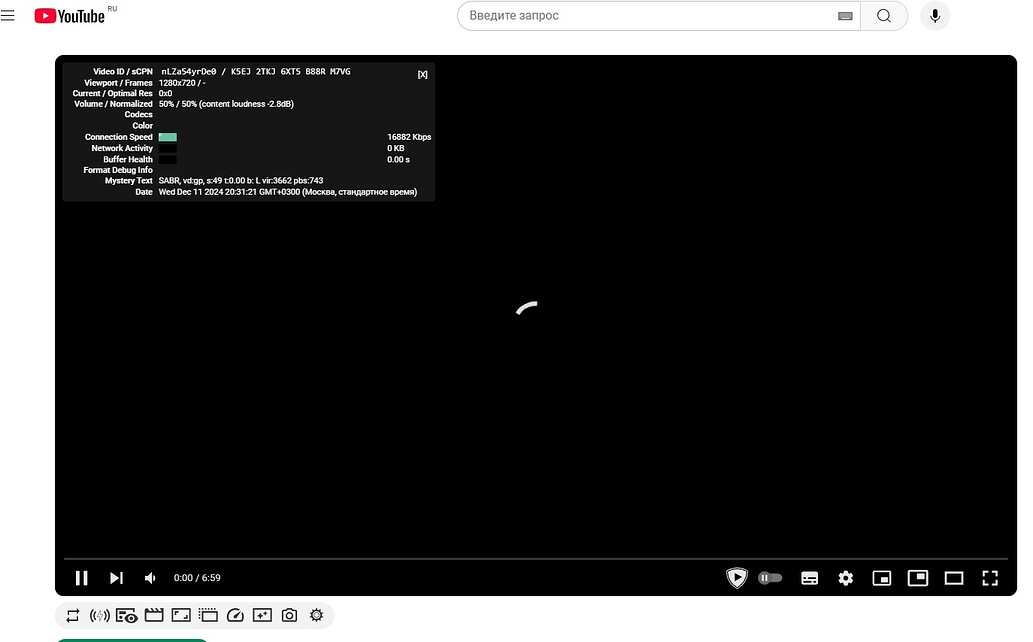 YouTube RU
Введите запрос
Video ID / sCPN nLZaS4yrDe0 / K5EJ 2TKJ 6XT5 B88R M7VG [X]
Viewport / Frames 1280x720 / -
Current / Optimal Res 0x0
Volume / Normalized 50% / 50% (content loudness -2.8dB)
Codecs
Color
Connection Speed 16882 Kbps
Network Activity 0 KB
Buffer Health 0.00 s
Format Debug Info
Mystery Text SABR, vd:gp, s:49 t:0.00 b: L vir:3662 pbs:743
Date Wed Dec 11 2024 20:31:21 GMT+0300 (Москва, стандартное время)
0:00 / 6:59